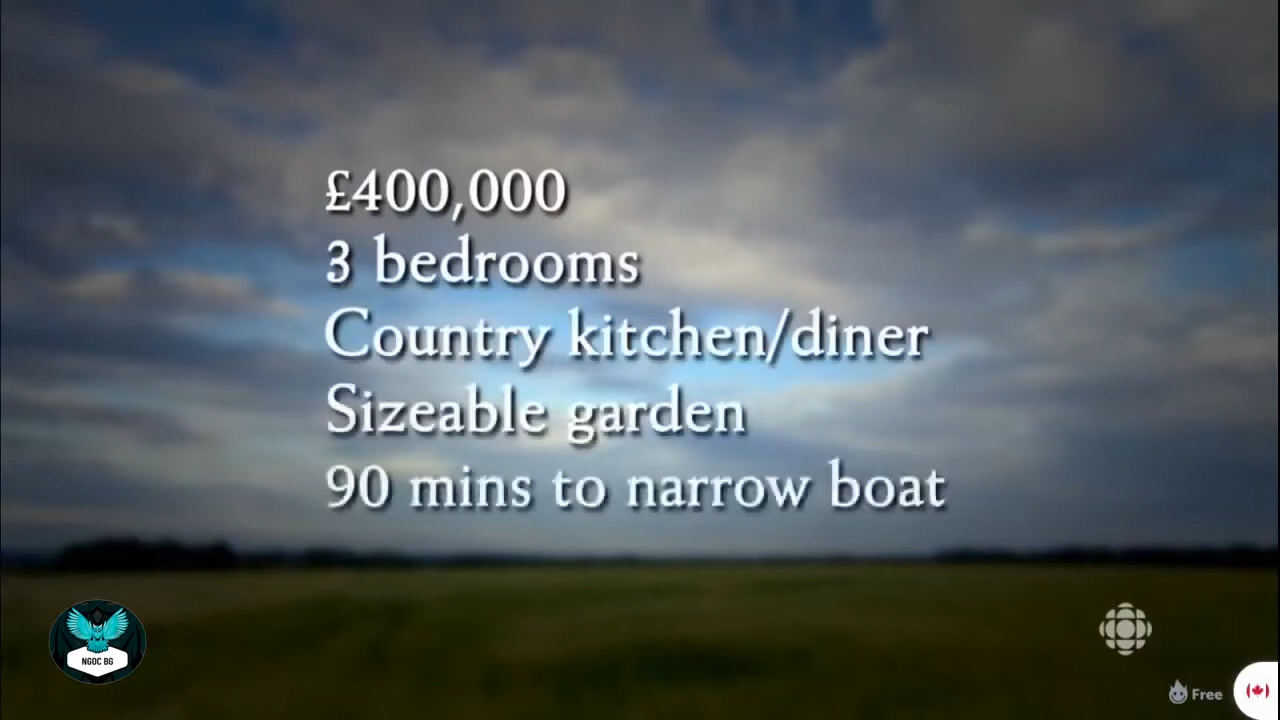 £400,000
3 bedrooms
Country kitchen/diner
Sizeable garden
90 mins to narrow boat
NGOC BG
Free